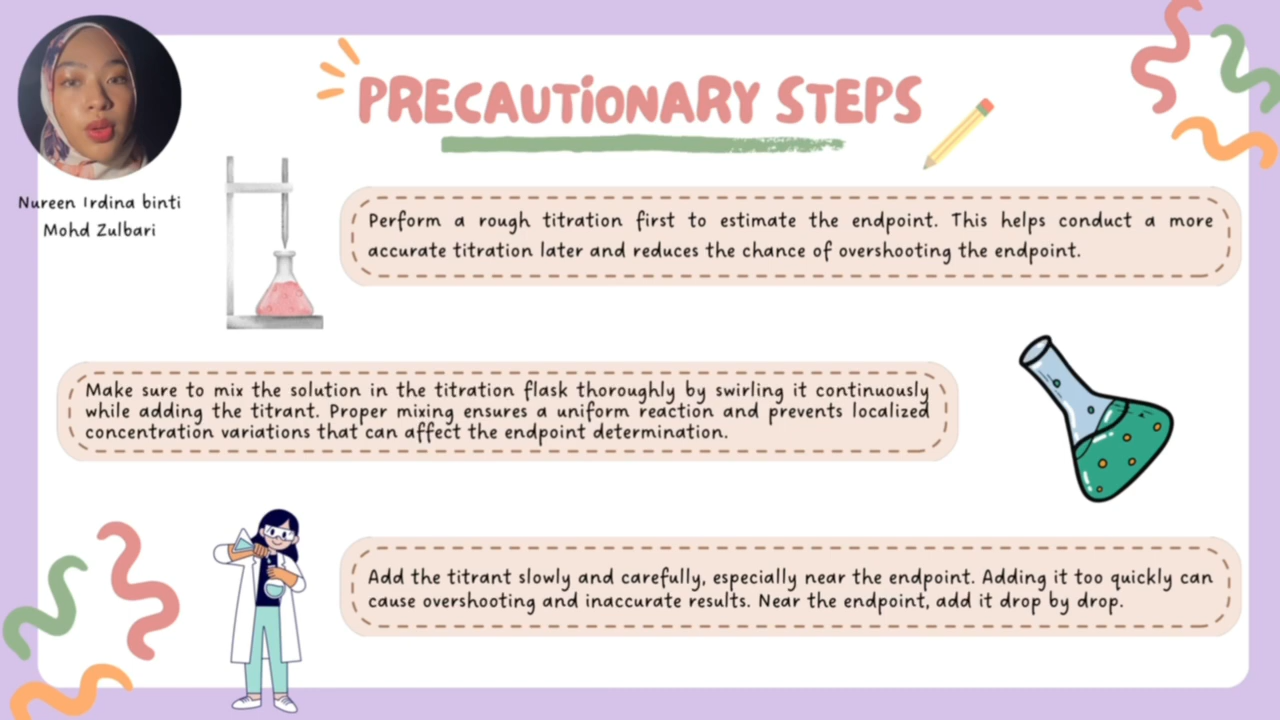 PRECAUTIONARY STEPS
Nureen Irdina binti
Mohd Zulbari
Perform a rough titration first to estimate the endpoint. This helps conduct a more
accurate titration later and reduces the chance of overshooting the endpoint.
Make sure to mix the solution in the titration flask thoroughly by swirling it continuously
while adding the titrant. Proper mixing ensures a uniform reaction and prevents localized
concentration variations that can affect the endpoint determination.
Add the titrant slowly and carefully, especially near the endpoint. Adding it too quickly can
cause overshooting and inaccurate results. Near the endpoint, add it drop by drop.